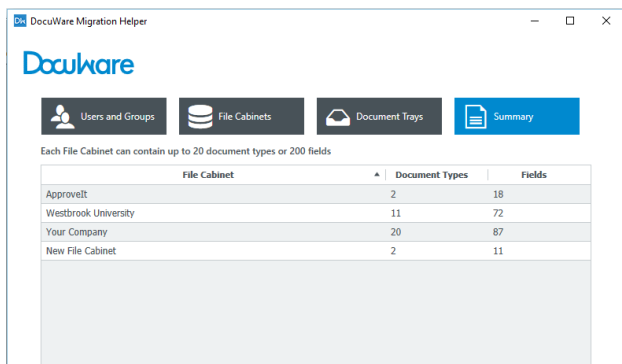 DW DocuWare Migration Helper
DocuWare
Users and Groups File Cabinets Document Trays Summary
Each File Cabinet can contain up to 20 document types or 200 fields
File Cabinet Document Types Fields
ApproveIt 2 18
Westbrook University 11 72
Your Company 20 87
New File Cabinet 2 11